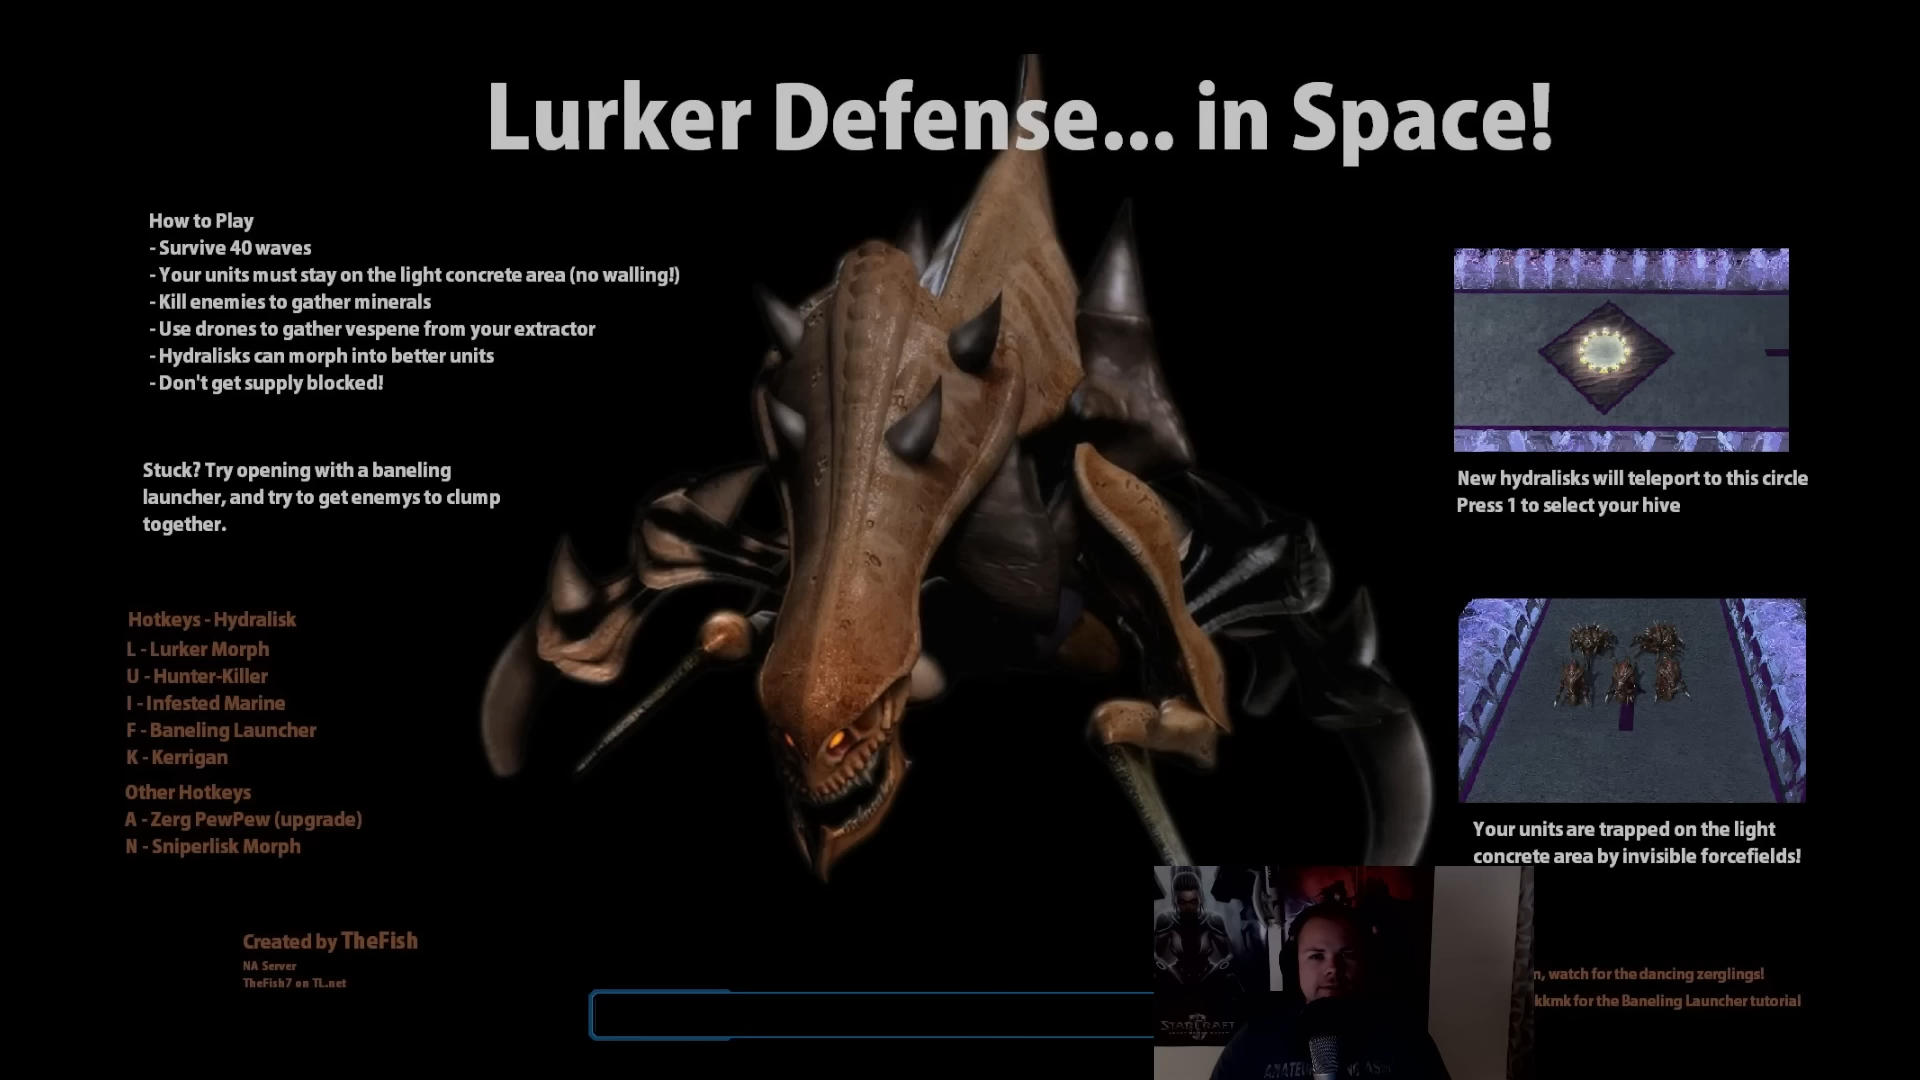 Lurker Defense... in Space!
How to Play
- Survive 40 waves
- Your units must stay on the light concrete area (no walling!)
- Kill enemies to gather minerals
- Use drones to gather vespene from your extractor
- Hydralisks can morph into better units
- Don't get supply blocked!
Stuck? Try opening with a baneling
launcher, and try to get enemys to clump
together.
Hotkeys - Hydralisk
L - Lurker Morph
U - Hunter-Killer
I - Infested Marine
F - Baneling Launcher
K - Kerrigan
Other Hotkeys
A - Zerg PewPew (upgrade)
N - Sniperlisk Morph
Created by TheFish
NA Server
TheFish7 on TL.net
New hydralisks will teleport to this circle
Press 1 to select your hive
Your units are trapped on the light
concrete area by invisible forcefields!
watch for the dancing zerglings!
for the Baneling Launcher tutorial
STARCRAFT